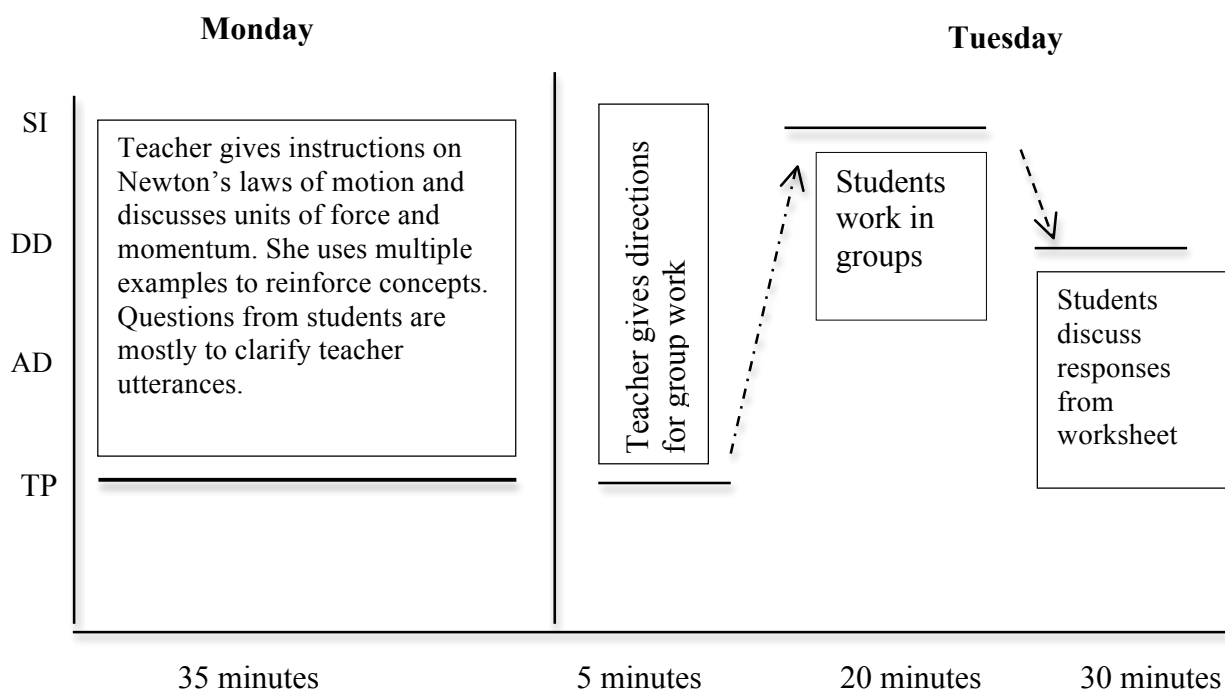 Monday
Tuesday
SI
DD
AD
TP
Teacher gives instructions on
Newton’s laws of motion and
discusses units of force and
momentum. She uses multiple
examples to reinforce concepts.
Questions from students are
mostly to clarify teacher
utterances.
Teacher gives directions
for group work
Students
work in
groups
Students
discuss
responses
from
worksheet
35 minutes
5 minutes
20 minutes
30 minutes